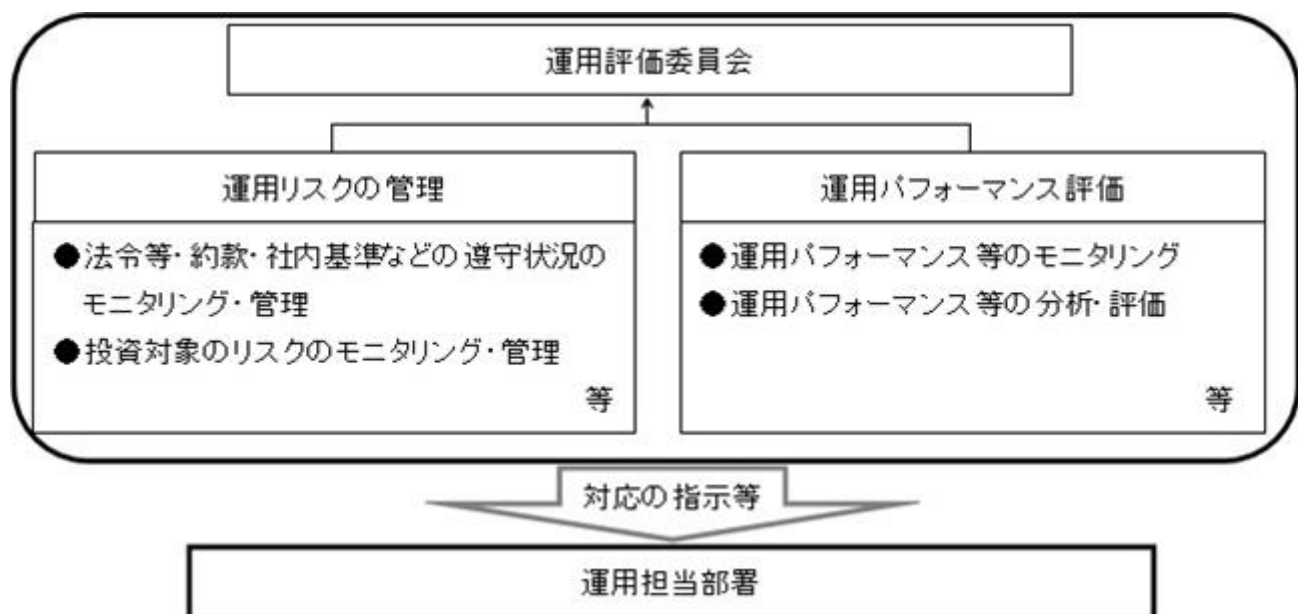 運用評価委員会
運用リスクの管理
●法令等・約款・社内基準などの遵守状況の
モニタリング・管理
●投資対象のリスクのモニタリング・管理
等
運用パフォーマンス評価
●運用パフォーマンス等のモニタリング
●運用パフォーマンス等の分析・評価
等
対応の指示等
運用担当部署